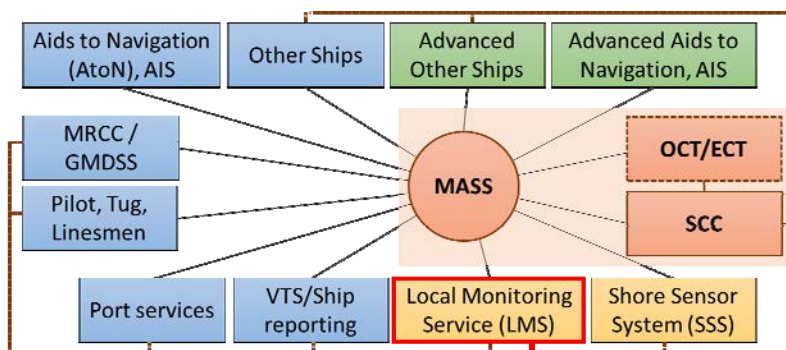 Aids to Navigation
(AtoN), AIS
Other Ships
Advanced
Other Ships
Advanced Aids to
Navigation, AIS
MRCC /
GMDSS
OCT/ECT
MASS
Pilot, Tug,
Linesmen
SCC
Port services
VTS/Ship
reporting
Local Monitoring
Service (LMS)
Shore Sensor
System (SSS)